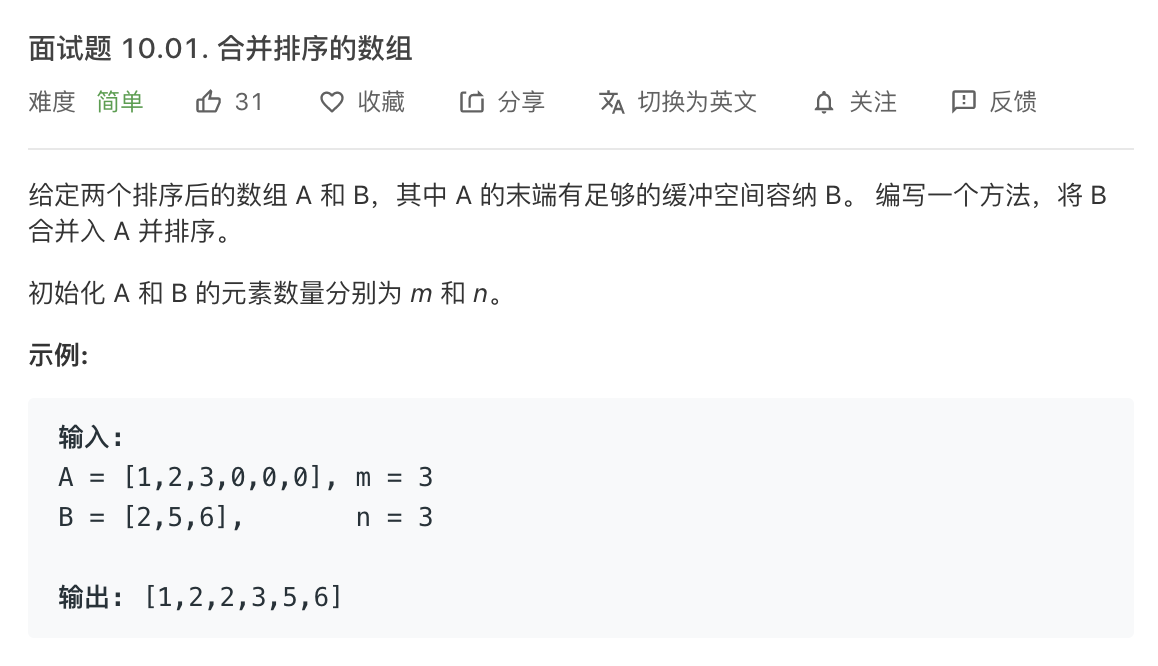 面试题 10.01. 合并排序的数组
难度 简单 31 收藏 分享 切换为英文 关注 反馈
给定两个排序后的数组 A 和 B，其中 A 的末端有足够的缓冲空间容纳 B。 编写一个方法，将 B
合并入 A 并排序。
初始化 A 和 B 的元素数量分别为 m 和 n。
示例:
输入:
A = [1,2,3,0,0,0], m = 3
B = [2,5,6],       n = 3
输出: [1,2,2,3,5,6]